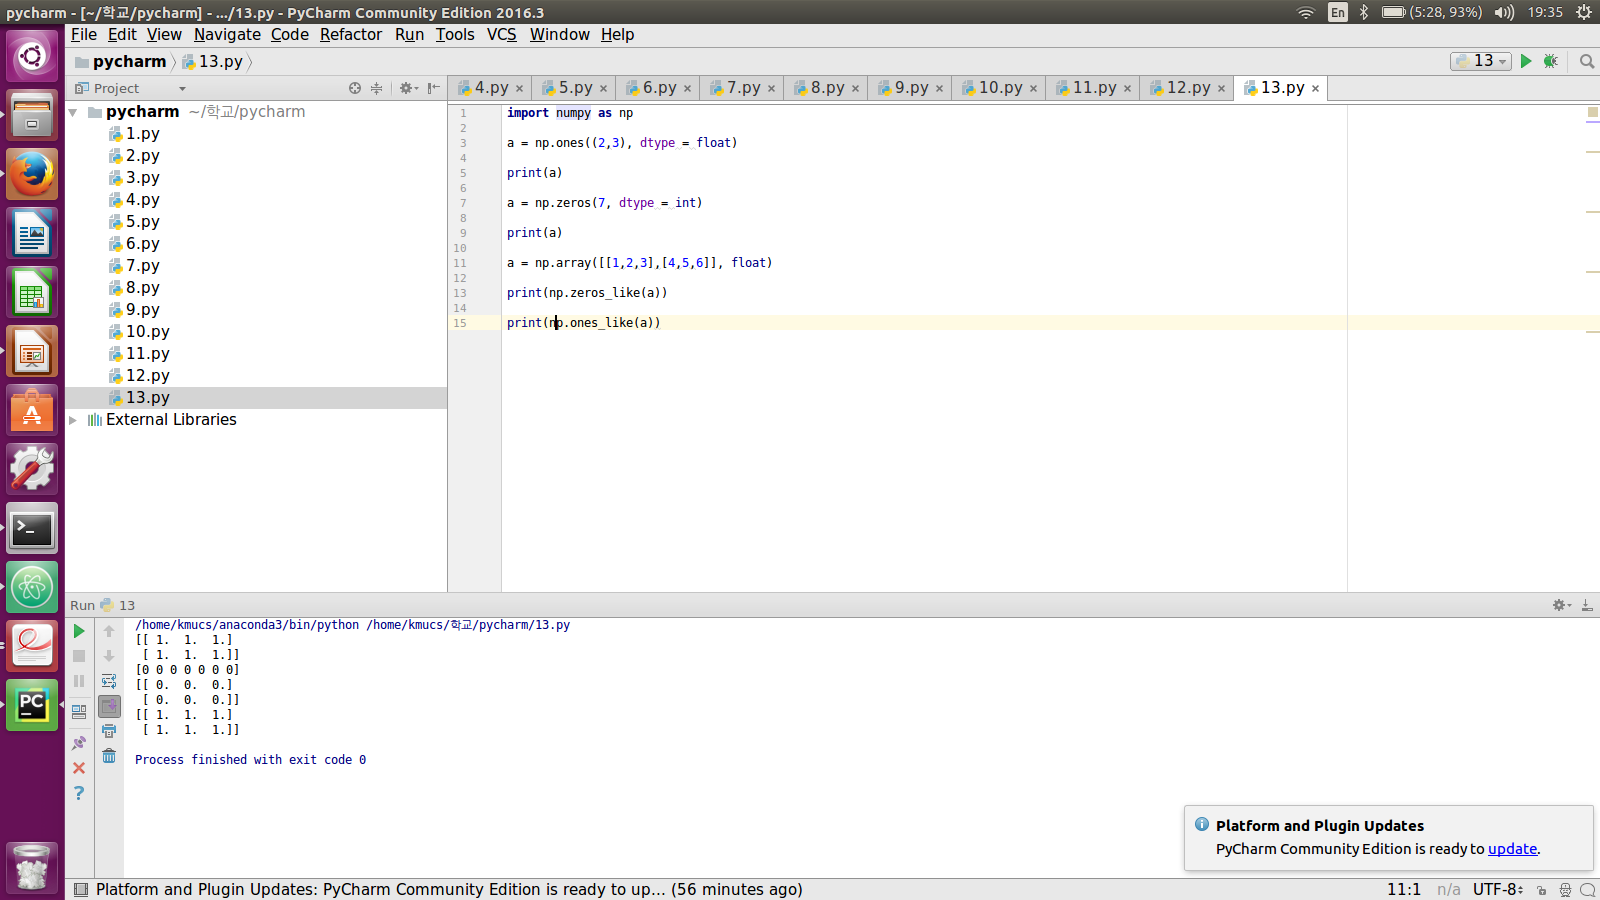 pycharm - [~/학교/pycharm] - .../13.py - PyCharm Community Edition 2016.3
En
(5:28, 93%)
19:35
File Edit View Navigate Code Refactor Run Tools VCS Window Help
pycharm 13.py
13
Project
4.py 5.py 6.py 7.py 8.py 9.py 10.py 11.py 12.py 13.py
pycharm ~/학교/pycharm
1.py
2.py
3.py
4.py
5.py
6.py
7.py
8.py
9.py
10.py
11.py
12.py
13.py
External Libraries
1 import numpy as np
2
3 a = np.ones((2,3), dtype = float)
4
5 print(a)
6
7 a = np.zeros(7, dtype = int)
8
9 print(a)
10
11 a = np.array([[1,2,3],[4,5,6]], float)
12
13 print(np.zeros_like(a))
14
15 print(np.ones_like(a))
Run 13
/home/kmucs/anaconda3/bin/python /home/kmucs/학교/pycharm/13.py
[[ 1. 1. 1.]
[ 1. 1. 1.]]
[0 0 0 0 0 0 0]
[[ 0. 0. 0.]
[ 0. 0. 0.]]
[[ 1. 1. 1.]
[ 1. 1. 1.]]
Process finished with exit code 0
PC
Platform and Plugin Updates
PyCharm Community Edition is ready to update.
Platform and Plugin Updates: PyCharm Community Edition is ready to up... (56 minutes ago)
11:1 n/a UTF-8